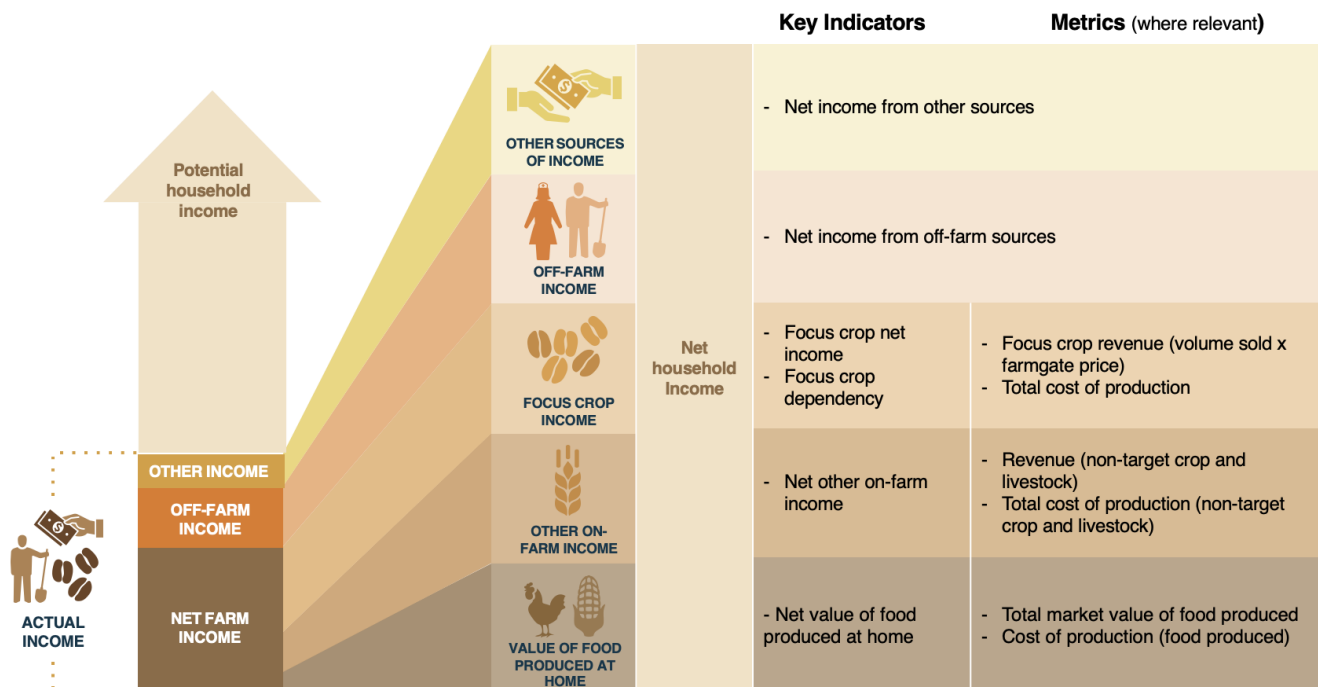 Key Indicators
Metrics (where relevant)
Potential
household
income
OTHER INCOME
OFF-FARM
INCOME
NET FARM
INCOME
ACTUAL
INCOME
OTHER SOURCES
OF INCOME
OFF-FARM
INCOME
FOCUS CROP
INCOME
OTHER ON-
FARM INCOME
VALUE OF FOOD
PRODUCED AT
HOME
Net
household
Income
- Net income from other sources
- Net income from off-farm sources
- Focus crop net
income
- Focus crop
dependency
- Focus crop revenue (volume sold x
farmgate price)
- Total cost of production
- Net other on-farm
income
- Revenue (non-target crop and
livestock)
- Total cost of production (non-target
crop and livestock)
- Net value of food
produced at home
- Total market value of food produced
- Cost of production (food produced)